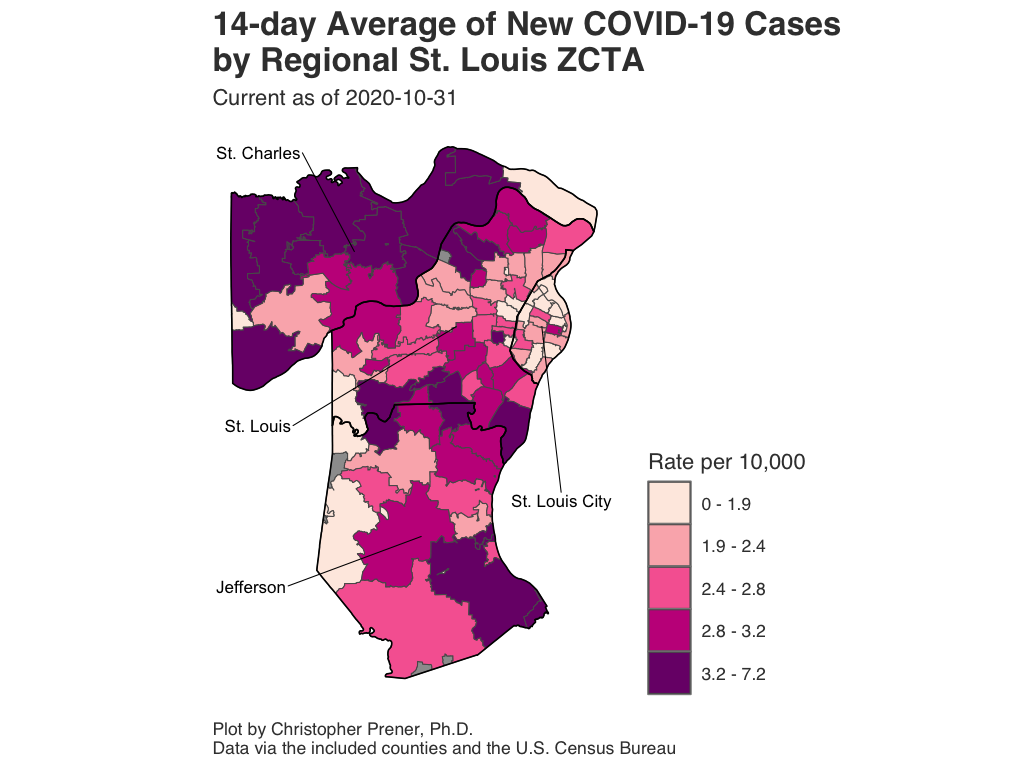 14-day Average of New COVID-19 Cases
by Regional St. Louis ZCTA
Current as of 2020-10-31
St. Charles
St. Louis
St. Louis City
Jefferson
Rate per 10,000
0 - 1.9
1.9 - 2.4
2.4 - 2.8
2.8 - 3.2
3.2 - 7.2
Plot by Christopher Prener, Ph.D.
Data via the included counties and the U.S. Census Bureau